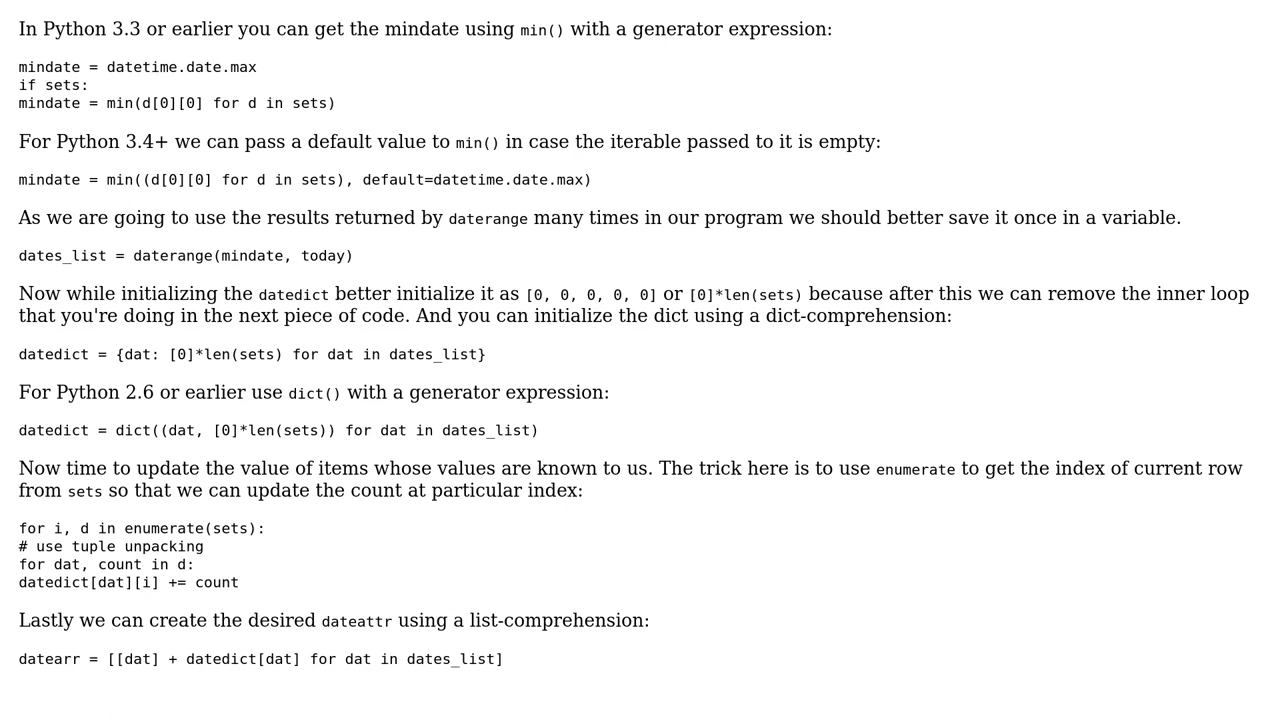 In Python 3.3 or earlier you can get the mindate using min() with a generator expression:
mindate = datetime.date.max
if sets:
mindate = min(d[0][0] for d in sets)
For Python 3.4+ we can pass a default value to min() in case the iterable passed to it is empty:
mindate = min((d[0][0] for d in sets), default=datetime.date.max)
As we are going to use the results returned by daterange many times in our program we should better save it once in a variable.
dates_list = daterange(mindate, today)
Now while initializing the datedict better initialize it as [0, 0, 0, 0, 0] or [0]*len(sets) because after this we can remove the inner loop
that you're doing in the next piece of code. And you can initialize the dict using a dict-comprehension:
datedict = {dat: [0]*len(sets) for dat in dates_list}
For Python 2.6 or earlier use dict() with a generator expression:
datedict = dict((dat, [0]*len(sets)) for dat in dates_list)
Now time to update the value of items whose values are known to us. The trick here is to use enumerate to get the index of current row
from sets so that we can update the count at particular index:
for i, d in enumerate(sets):
# use tuple unpacking
for dat, count in d:
datedict[dat][i] += count
Lastly we can create the desired dateattr using a list-comprehension:
datearr = [[dat] + datedict[dat] for dat in dates_list]